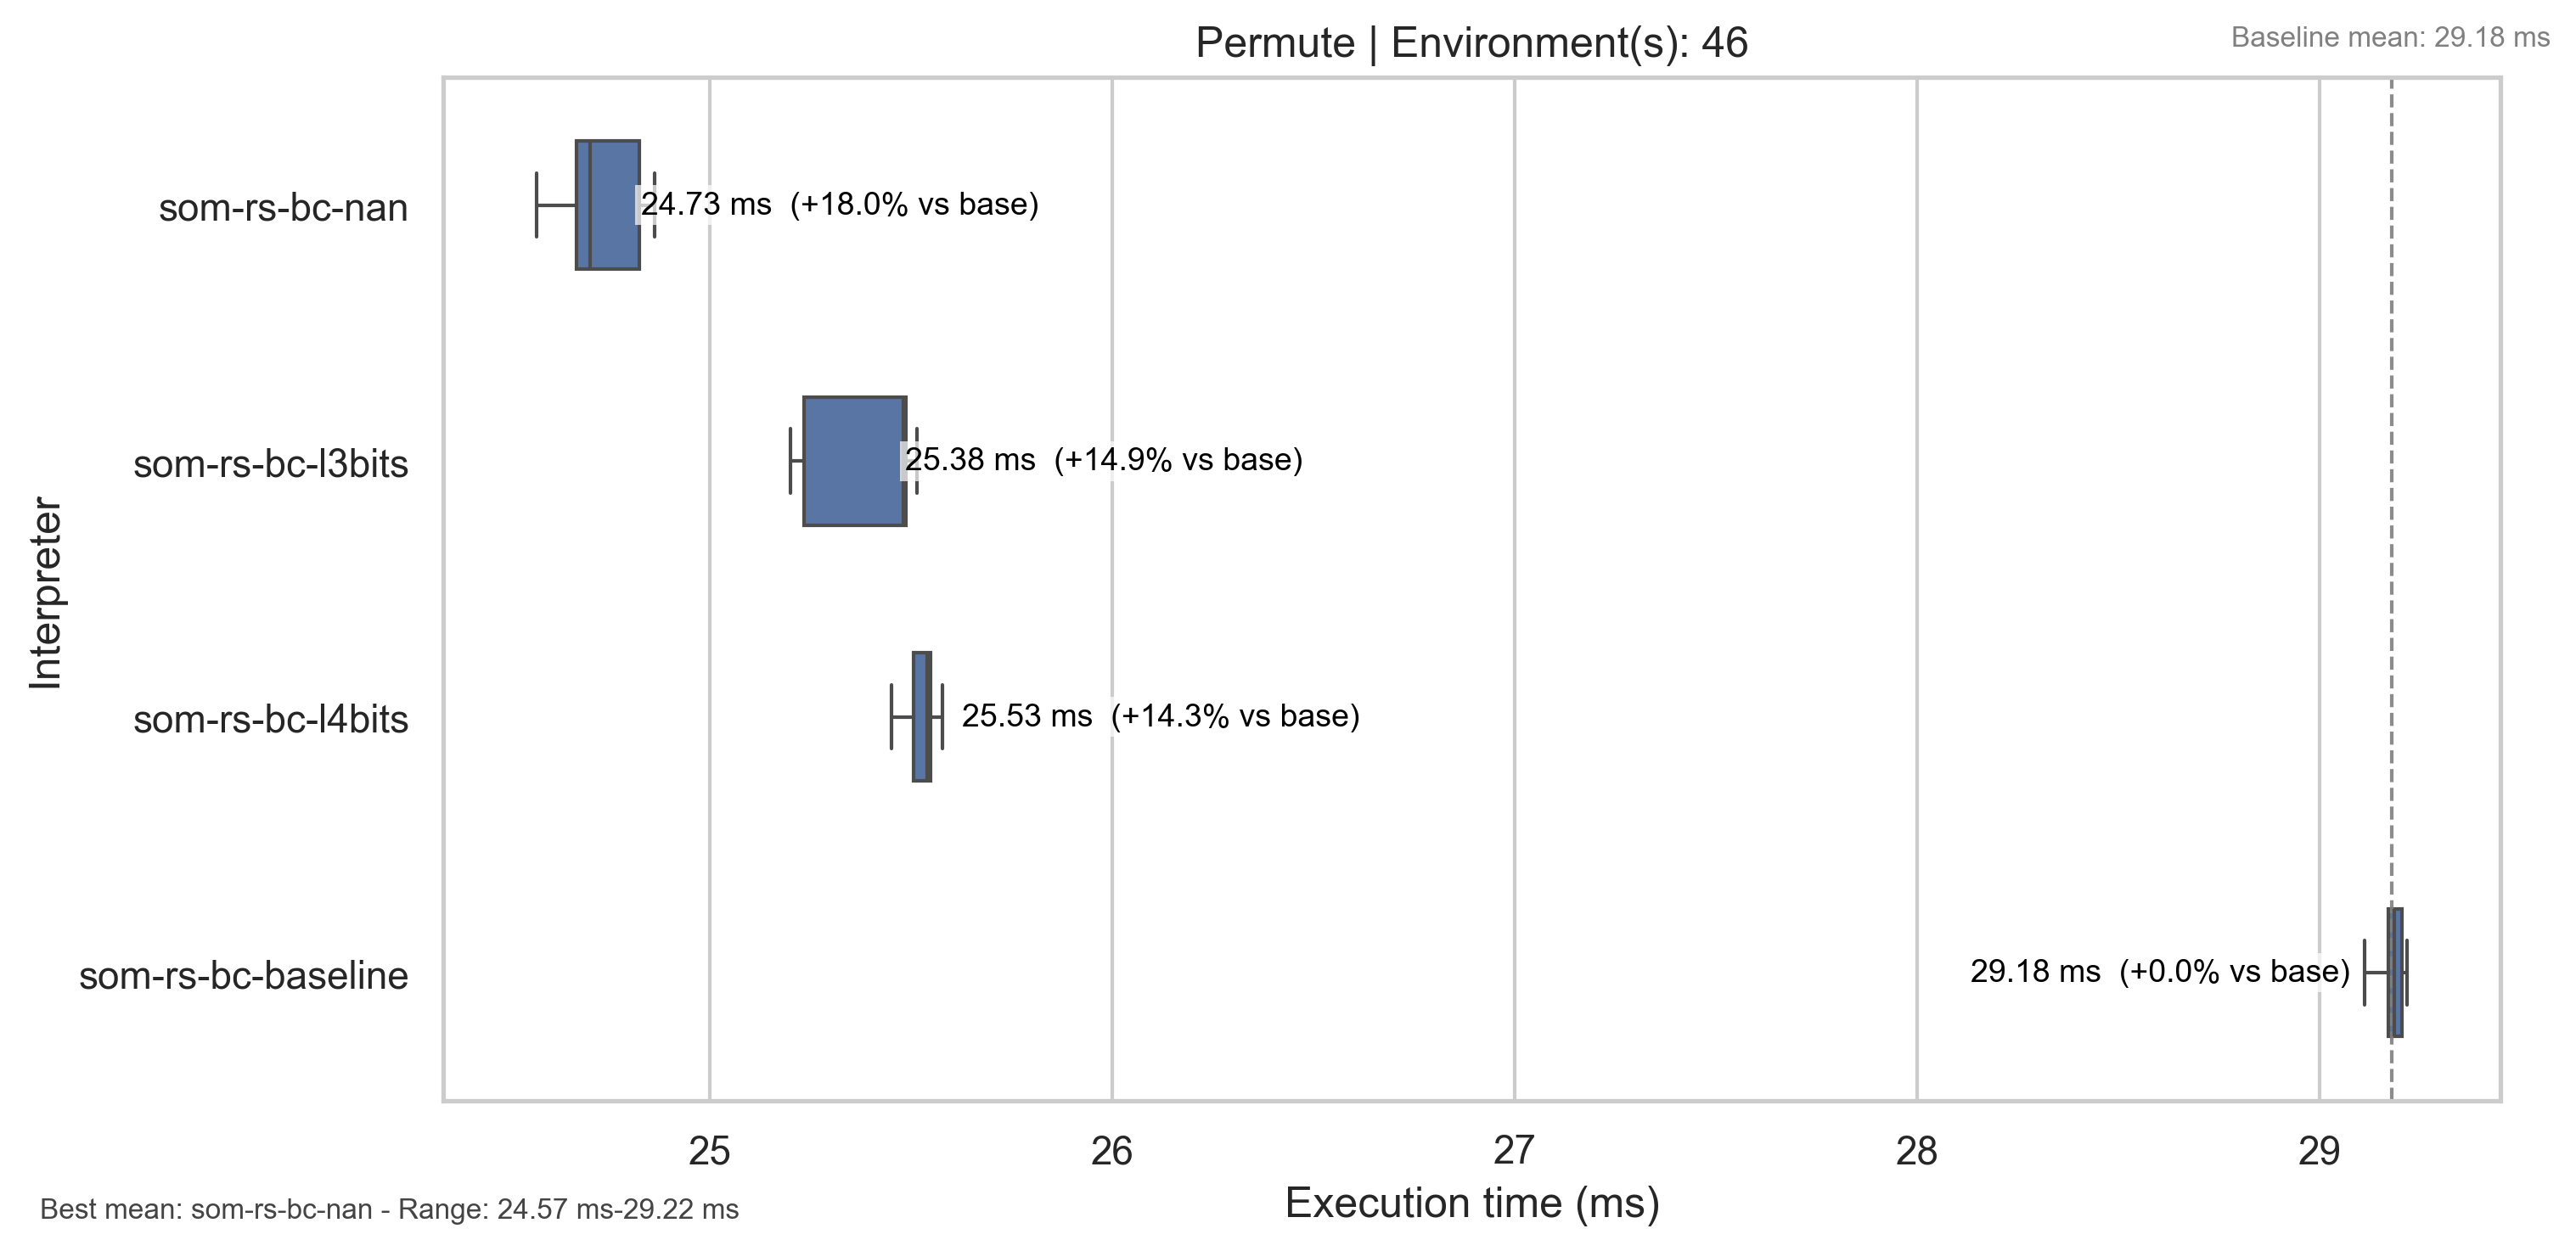 Permute | Environment(s): 46
Baseline mean: 29.18 ms
Interpreter
som-rs-bc-nan
24.73 ms (+18.0% vs base)
som-rs-bc-l3bits
25.38 ms (+14.9% vs base)
som-rs-bc-l4bits
25.53 ms (+14.3% vs base)
som-rs-bc-baseline
29.18 ms (+0.0% vs base)
25 26 27 28 29
Execution time (ms)
Best mean: som-rs-bc-nan - Range: 24.57 ms-29.22 ms